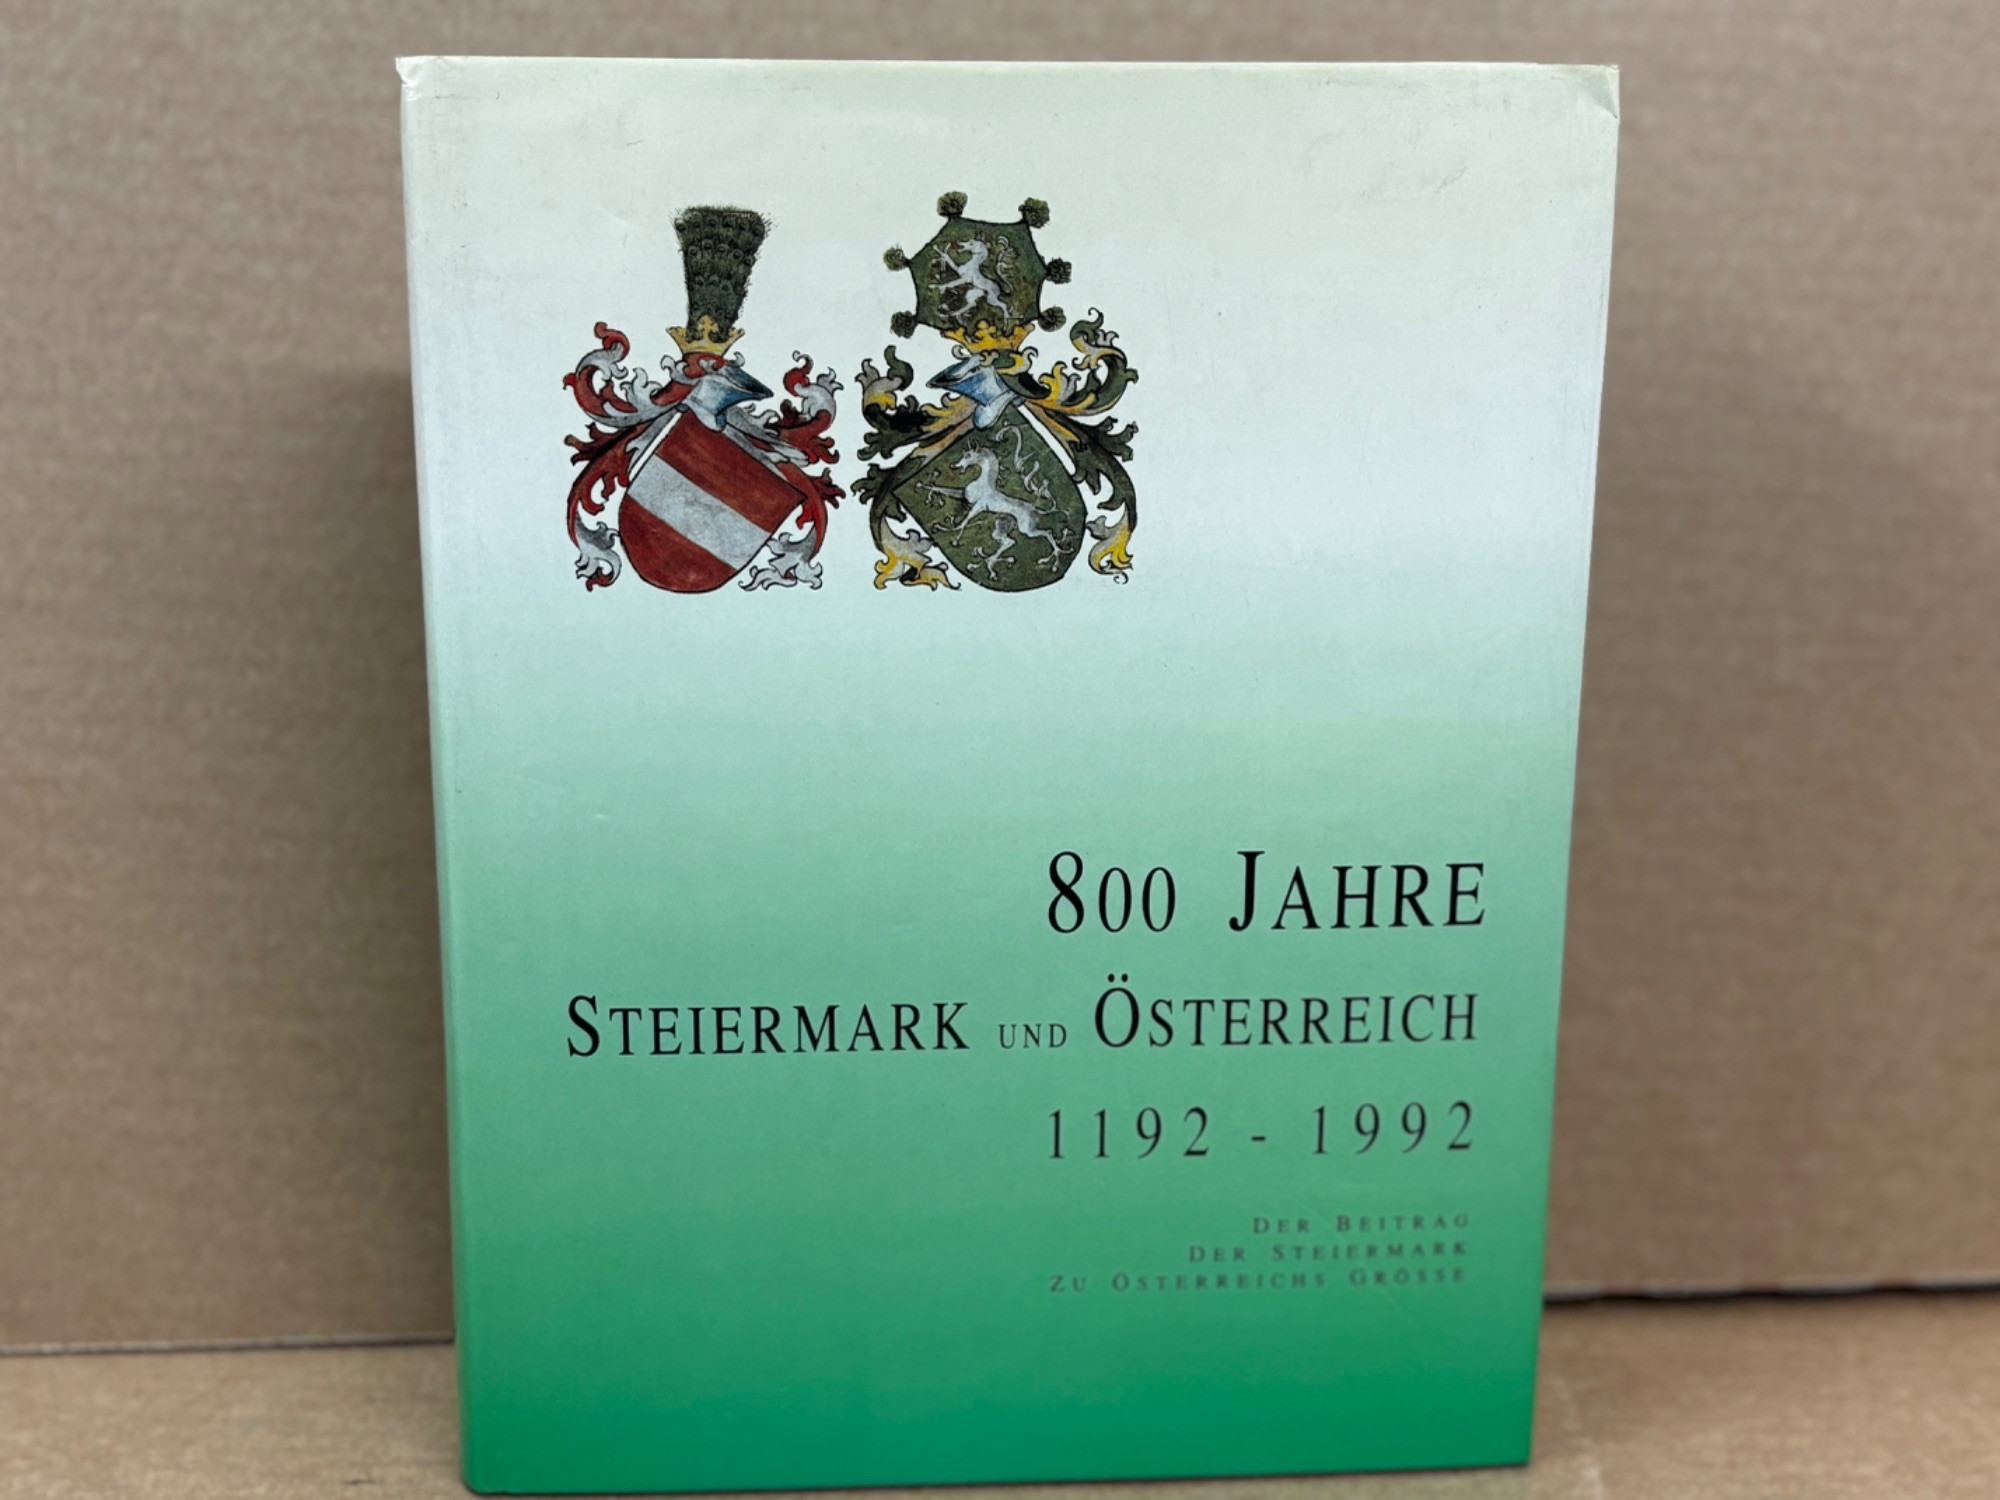 800 JAHRE
STEIERMARK UND ÖSTERREICH
1192 - 1992
DER BEITRAG
DER STEIERMARK
ZU ÖSTERREICHS GRÖSSE